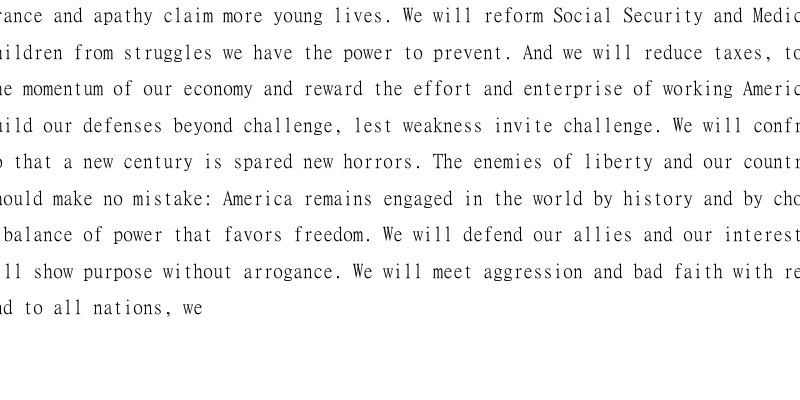 rance and apathy claim more young lives. We will reform Social Security and Medic
hildren from struggles we have the power to prevent. And we will reduce taxes, to
he momentum of our economy and reward the effort and enterprise of working Americ
uild our defenses beyond challenge, lest weakness invite challenge. We will confr
o that a new century is spared new horrors. The enemies of liberty and our countr
hould make no mistake: America remains engaged in the world by history and by cho
balance of power that favors freedom. We will defend our allies and our interest
ll show purpose without arrogance. We will meet aggression and bad faith with re
nd to all nations, we